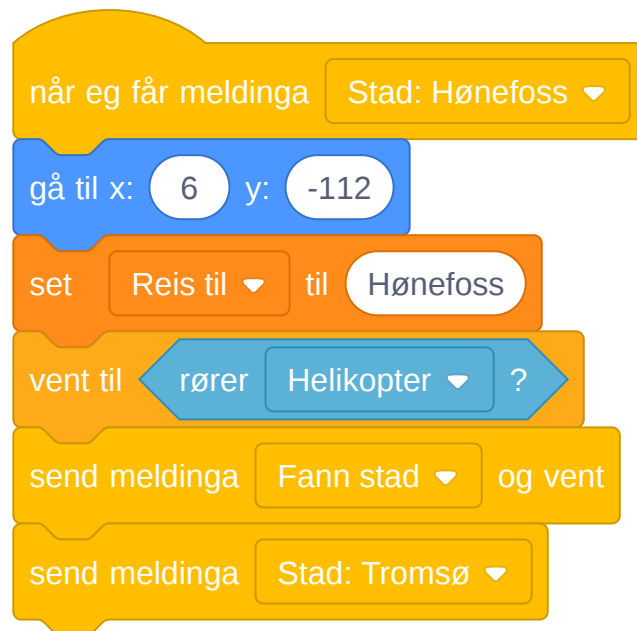 når eg får meldinga Stad: Hønefoss
gå til x: 6 y: -112
set Reis til til Hønefoss
vent til rører Helikopter ?
send meldinga Fann stad og vent
send meldinga Stad: Tromsø